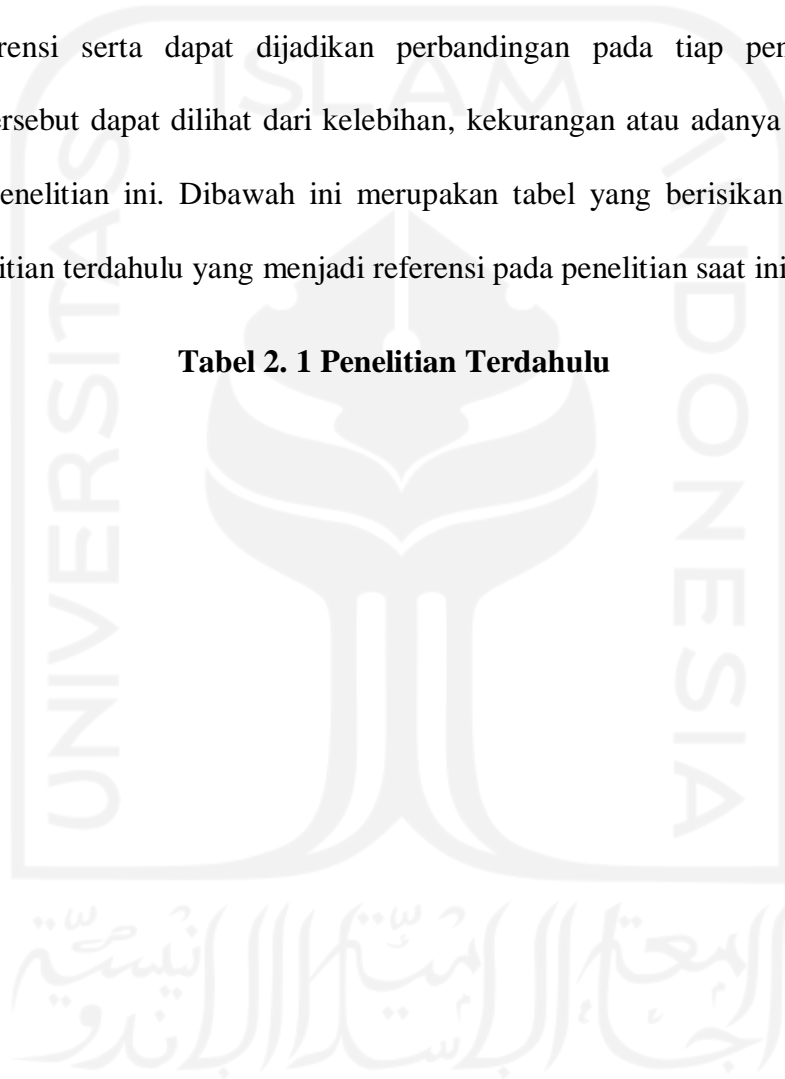 rensi serta dapat dijadikan perbandingan pada tiap pen
ersebut dapat dilihat dari kelebihan, kekurangan atau adanya
enelitian ini. Dibawah ini merupakan tabel yang berisikan
itian terdahulu yang menjadi referensi pada penelitian saat ini
Tabel 2. 1 Penelitian Terdahulu
ISLAM
UNIVERSITAS
INDONESIA